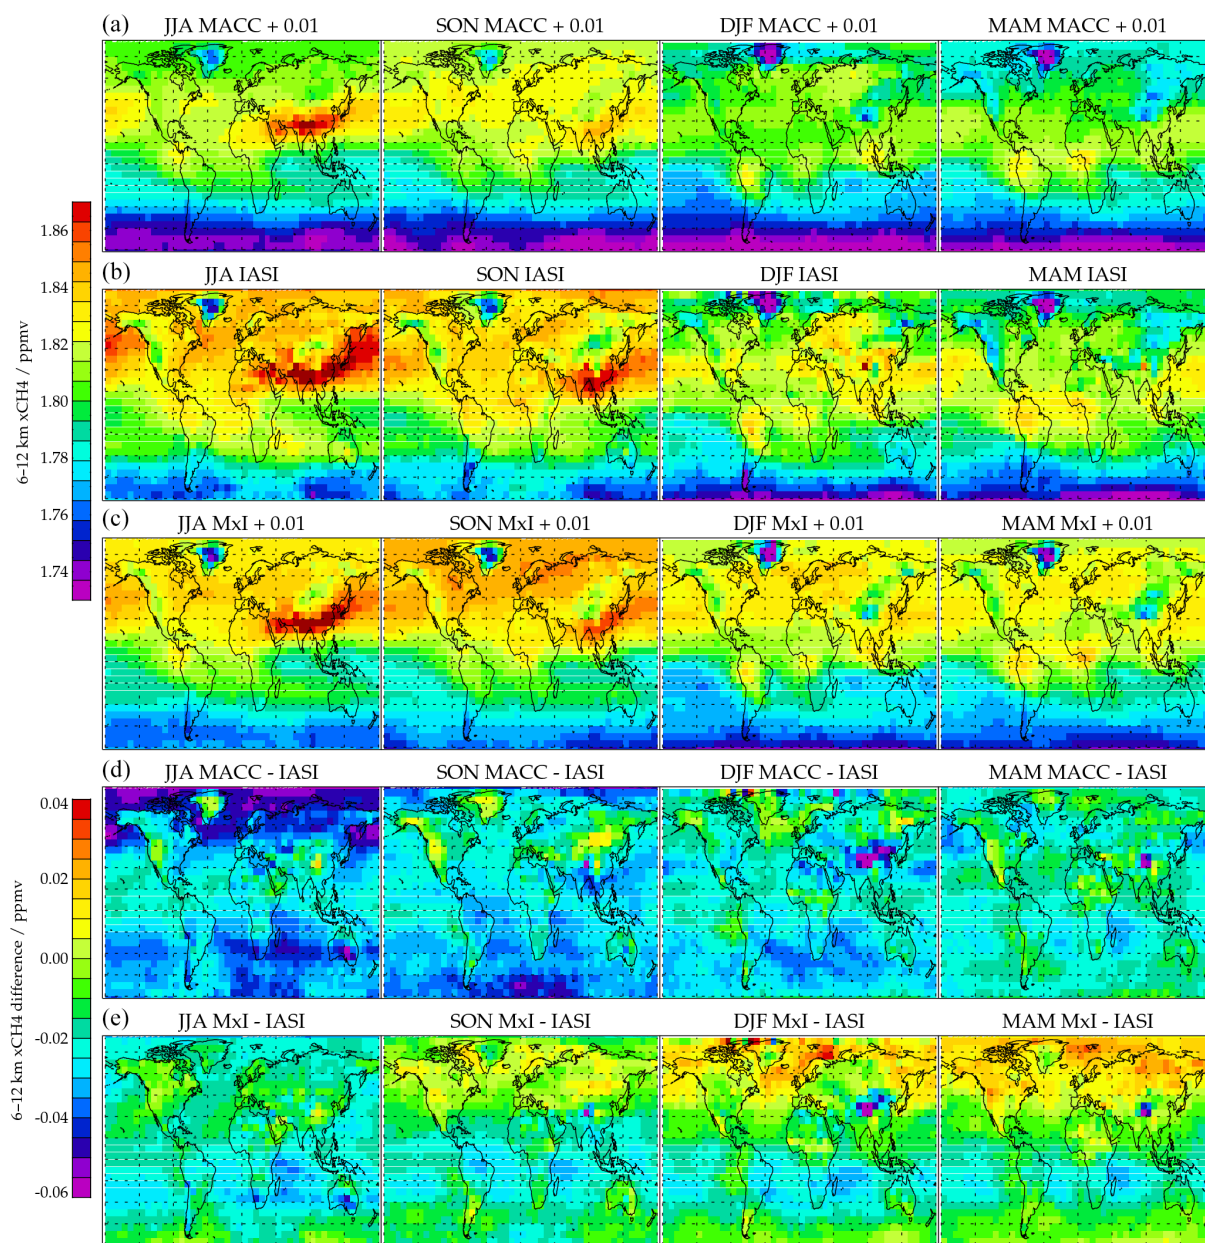 (a)
JJA MACC + 0.01
SON MACC + 0.01
DJF MACC + 0.01
MAM MACC + 0.01
(b)
JJA IASI
SON IASI
DJF IASI
MAM IASI
(c)
JJA MxI + 0.01
SON MxI + 0.01
DJF MxI + 0.01
MAM MxI + 0.01
(d)
JJA MACC - IASI
SON MACC - IASI
DJF MACC - IASI
MAM MACC - IASI
(e)
JJA MxI - IASI
SON MxI - IASI
DJF MxI - IASI
MAM MxI - IASI
6–12 km xCH4 / ppmv
1.86
1.84
1.82
1.80
1.78
1.76
1.74
6–12 km xCH4 difference / ppmv
0.04
0.02
0.00
-0.02
-0.04
-0.06